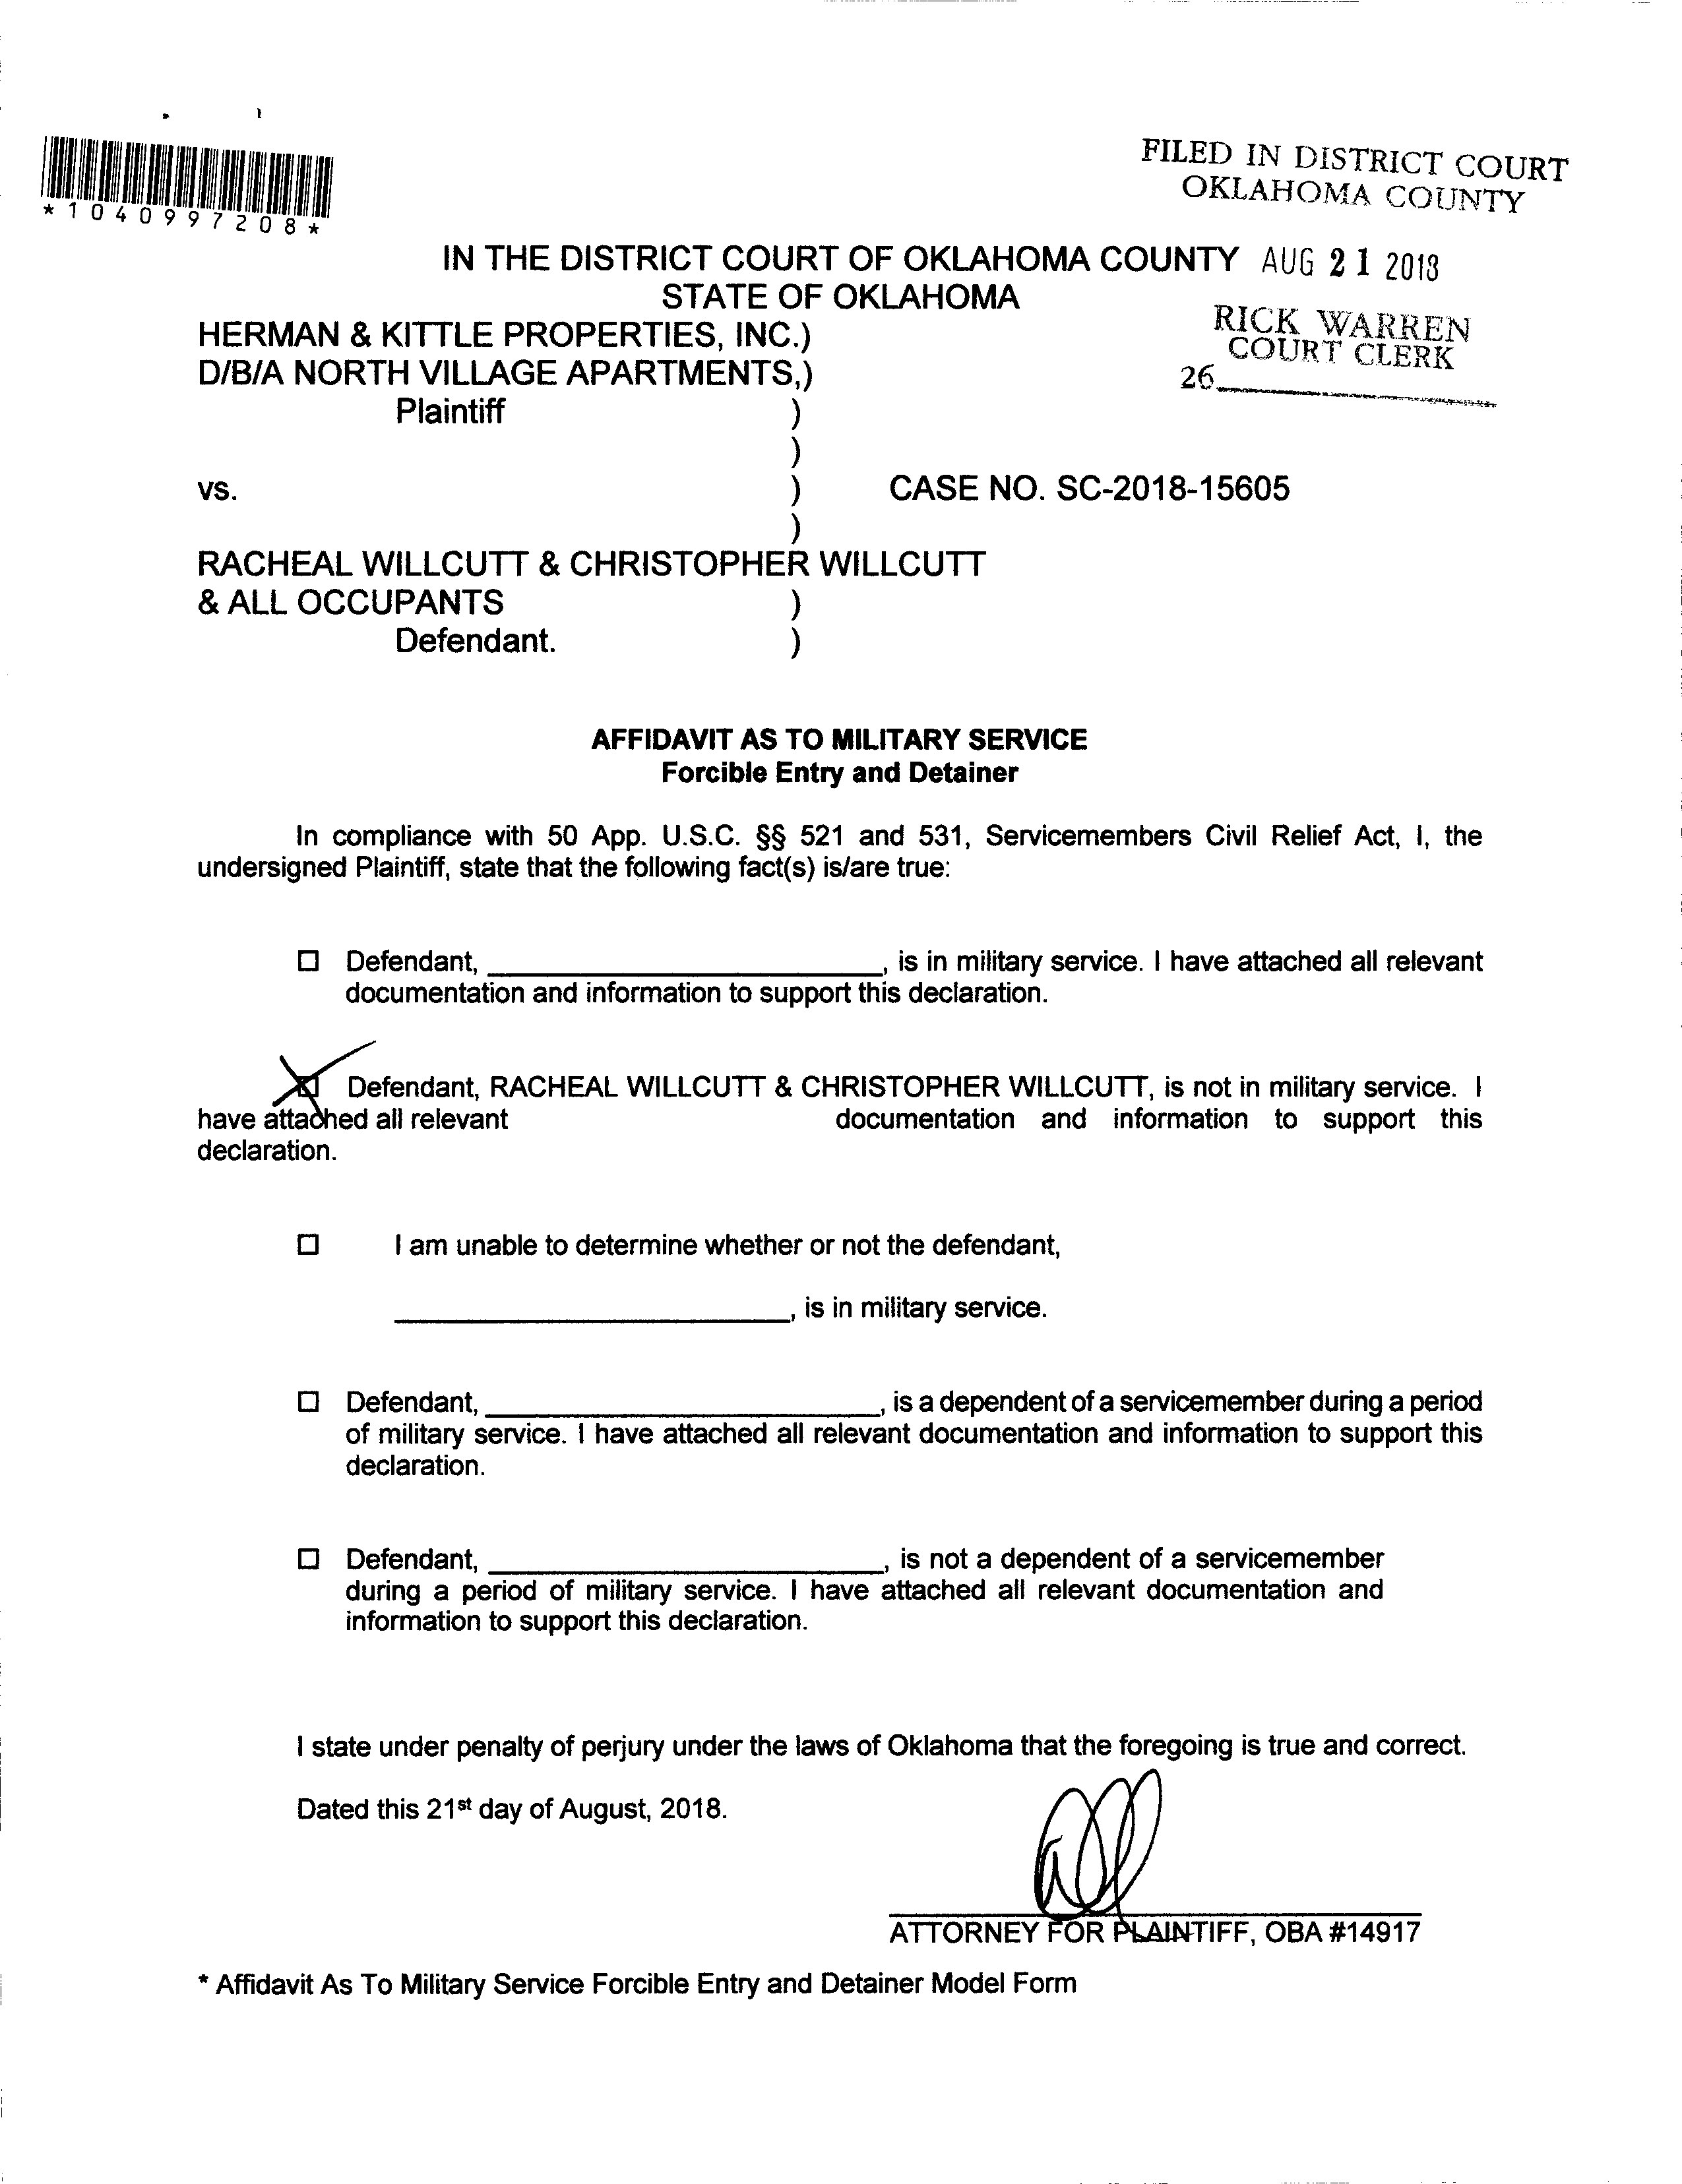 *1040997208*
FILED IN DISTRICT COURT
OKLAHOMA COUNTY
IN THE DISTRICT COURT OF OKLAHOMA COUNTY AUG 21 2018
STATE OF OKLAHOMA
RICK WARREN
COURT CLERK
26
HERMAN & KITTLE PROPERTIES, INC.)
D/B/A NORTH VILLAGE APARTMENTS,)
Plaintiff )
)
vs. ) CASE NO. SC-2018-15605
)
RACHEAL WILLCUTT & CHRISTOPHER WILLCUTT
& ALL OCCUPANTS )
Defendant. )
AFFIDAVIT AS TO MILITARY SERVICE
Forcible Entry and Detainer
In compliance with 50 App. U.S.C. §§ 521 and 531, Servicemembers Civil Relief Act, I, the
undersigned Plaintiff, state that the following fact(s) is/are true:
☐ Defendant, ____________________, is in military service. I have attached all relevant
documentation and information to support this declaration.
☒ Defendant, RACHEAL WILLCUTT & CHRISTOPHER WILLCUTT, is not in military service. I
have attached all relevant documentation and information to support this
declaration.
☐ I am unable to determine whether or not the defendant,
____________________, is in military service.
☐ Defendant, ____________________, is a dependent of a servicemember during a period
of military service. I have attached all relevant documentation and information to support this
declaration.
☐ Defendant, ____________________, is not a dependent of a servicemember
during a period of military service. I have attached all relevant documentation and
information to support this declaration.
I state under penalty of perjury under the laws of Oklahoma that the foregoing is true and correct.
Dated this 21st day of August, 2018.
ATTORNEY FOR PLAINTIFF, OBA #14917
* Affidavit As To Military Service Forcible Entry and Detainer Model Form